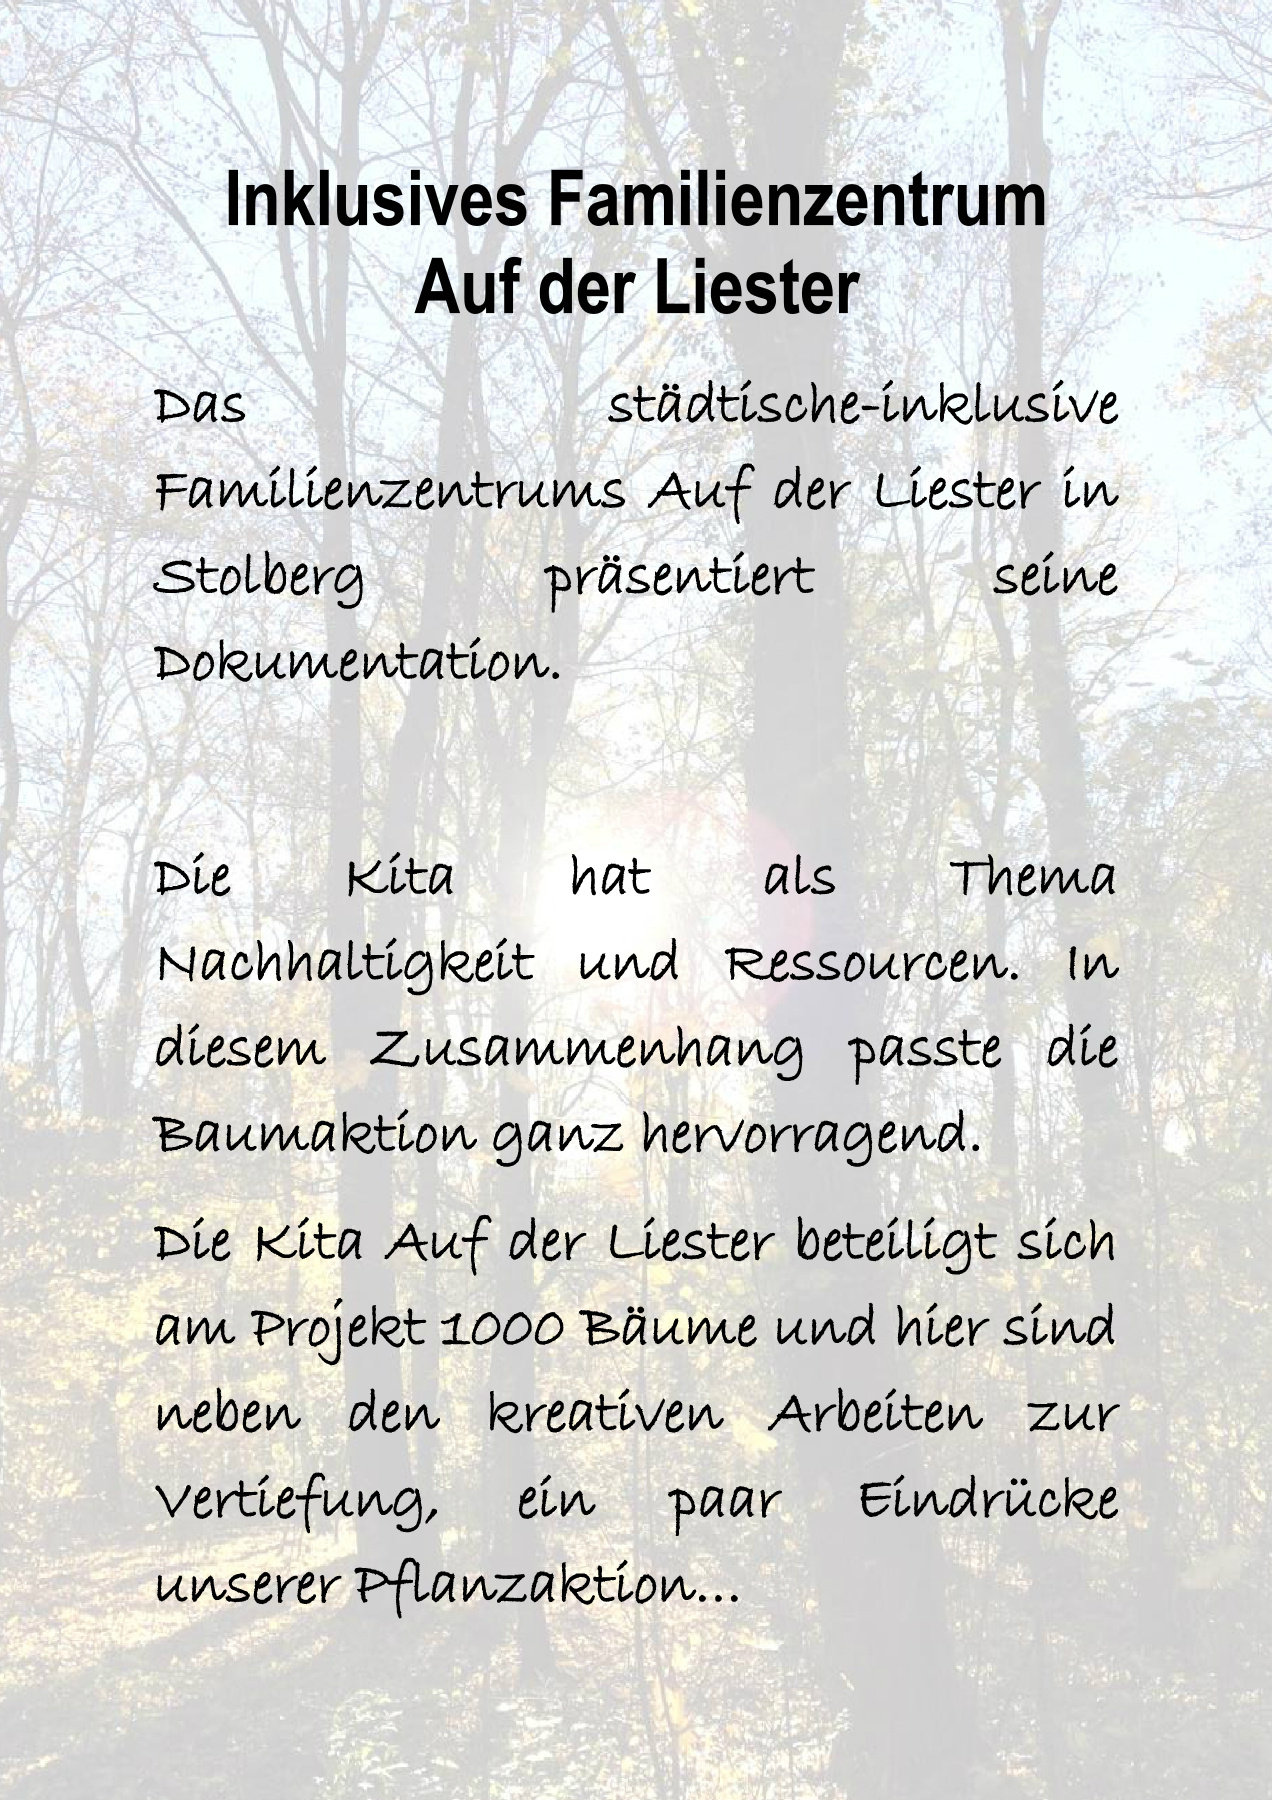 Inklusives Familienzentrum
Auf der Liester
Das städtische-inklusive
Familienzentrums Auf der Liester in
Stolberg präsentiert seine
Dokumentation.
Die Kita hat als Thema
Nachhaltigkeit und Ressourcen. In
diesem Zusammenhang passte die
Baumaktion ganz hervorragend.
Die Kita Auf der Liester beteiligt sich
am Projekt 1000 Bäume und hier sind
neben den kreativen Arbeiten zur
Vertiefung, ein paar Eindrücke
unserer Pflanzaktion…